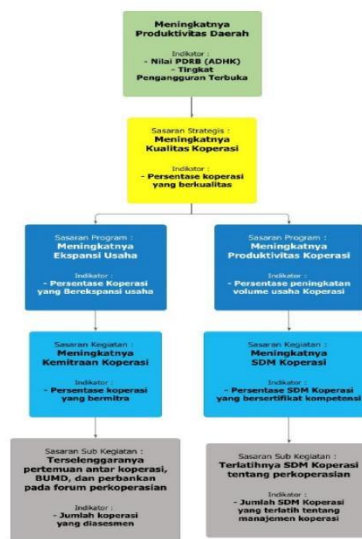 Meningkatnya
Produktivitas Daerah
Indikator :
- Nilai PDRB (ADHK)
- Tingkat
Pengangguran Terbuka
Sasaran Strategis :
Meningkatnya
Kualitas Koperasi
Indikator :
- Persentase koperasi
yang berkualitas
Sasaran Program :
Meningkatnya
Ekspansi Usaha
Indikator :
- Persentase Koperasi
yang Berekspansi usaha
Sasaran Program :
Meningkatnya
Produktivitas Koperasi
Indikator :
- Persentase peningkatan
volume usaha Koperasi
Sasaran Kegiatan :
Meningkatnya
Kemitraan Koperasi
Indikator :
- Persentase koperasi
yang bermitra
Sasaran Kegiatan :
Meningkatnya
SDM Koperasi
Indikator :
- Persentase SDM Koperasi
yang bersertifikat kompetensi
Sasaran Sub Kegiatan :
Terselenggaranya
pertemuan antar koperasi,
BUMD, dan perbankan
pada forum perkoperasian
Indikator :
- Jumlah koperasi
yang diasesmen
Sasaran Sub Kegiatan :
Terlatihnya SDM Koperasi
tentang perkoperasian
Indikator :
- Jumlah SDM Koperasi
yang terlatih tentang
manajemen koperasi